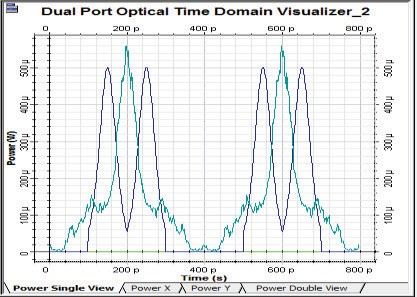 Dual Port Optical Time Domain Visualizer_2
0 200 p 400 p 600 p 800 p
500 µ 500 µ
400 µ 400 µ
300 µ 300 µ
200 µ 200 µ
100 µ 100 µ
0 0
Power (W)
0 200 p 400 p 600 p 800 p
Time (s)
Power Single View Power X Power Y Power Double View